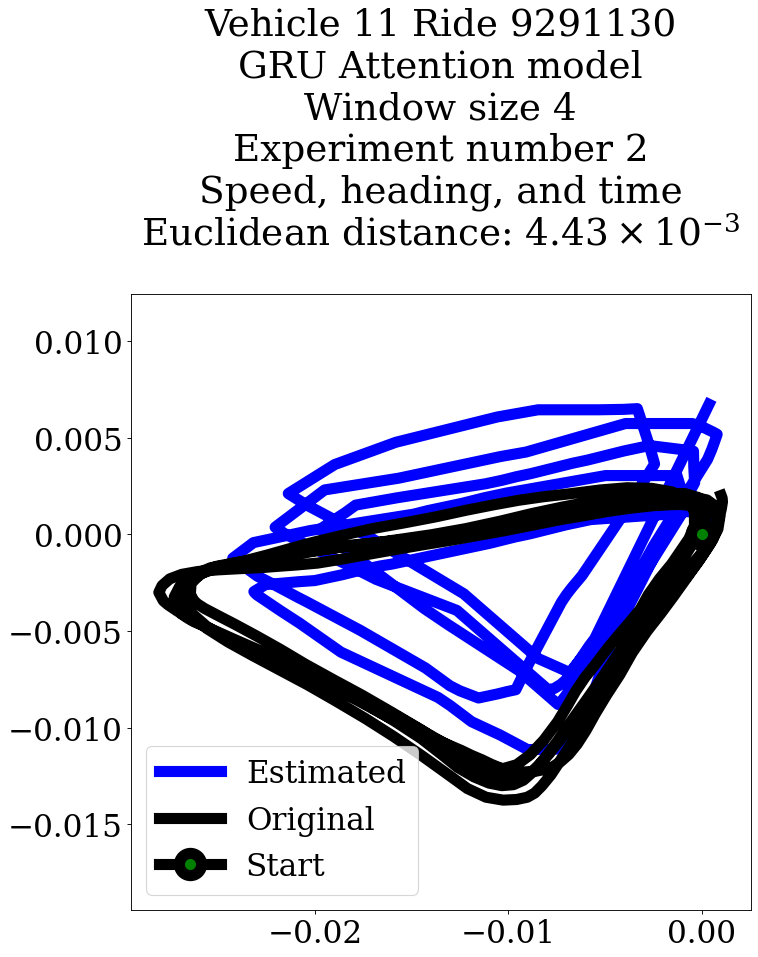 Vehicle 11 Ride 9291130
GRU Attention model
Window size 4
Experiment number 2
Speed, heading, and time
Euclidean distance: 4.43 × 10⁻³
0.010
0.005
0.000
−0.005
−0.010
−0.015
Estimated
Original
Start
−0.02
−0.01
0.00